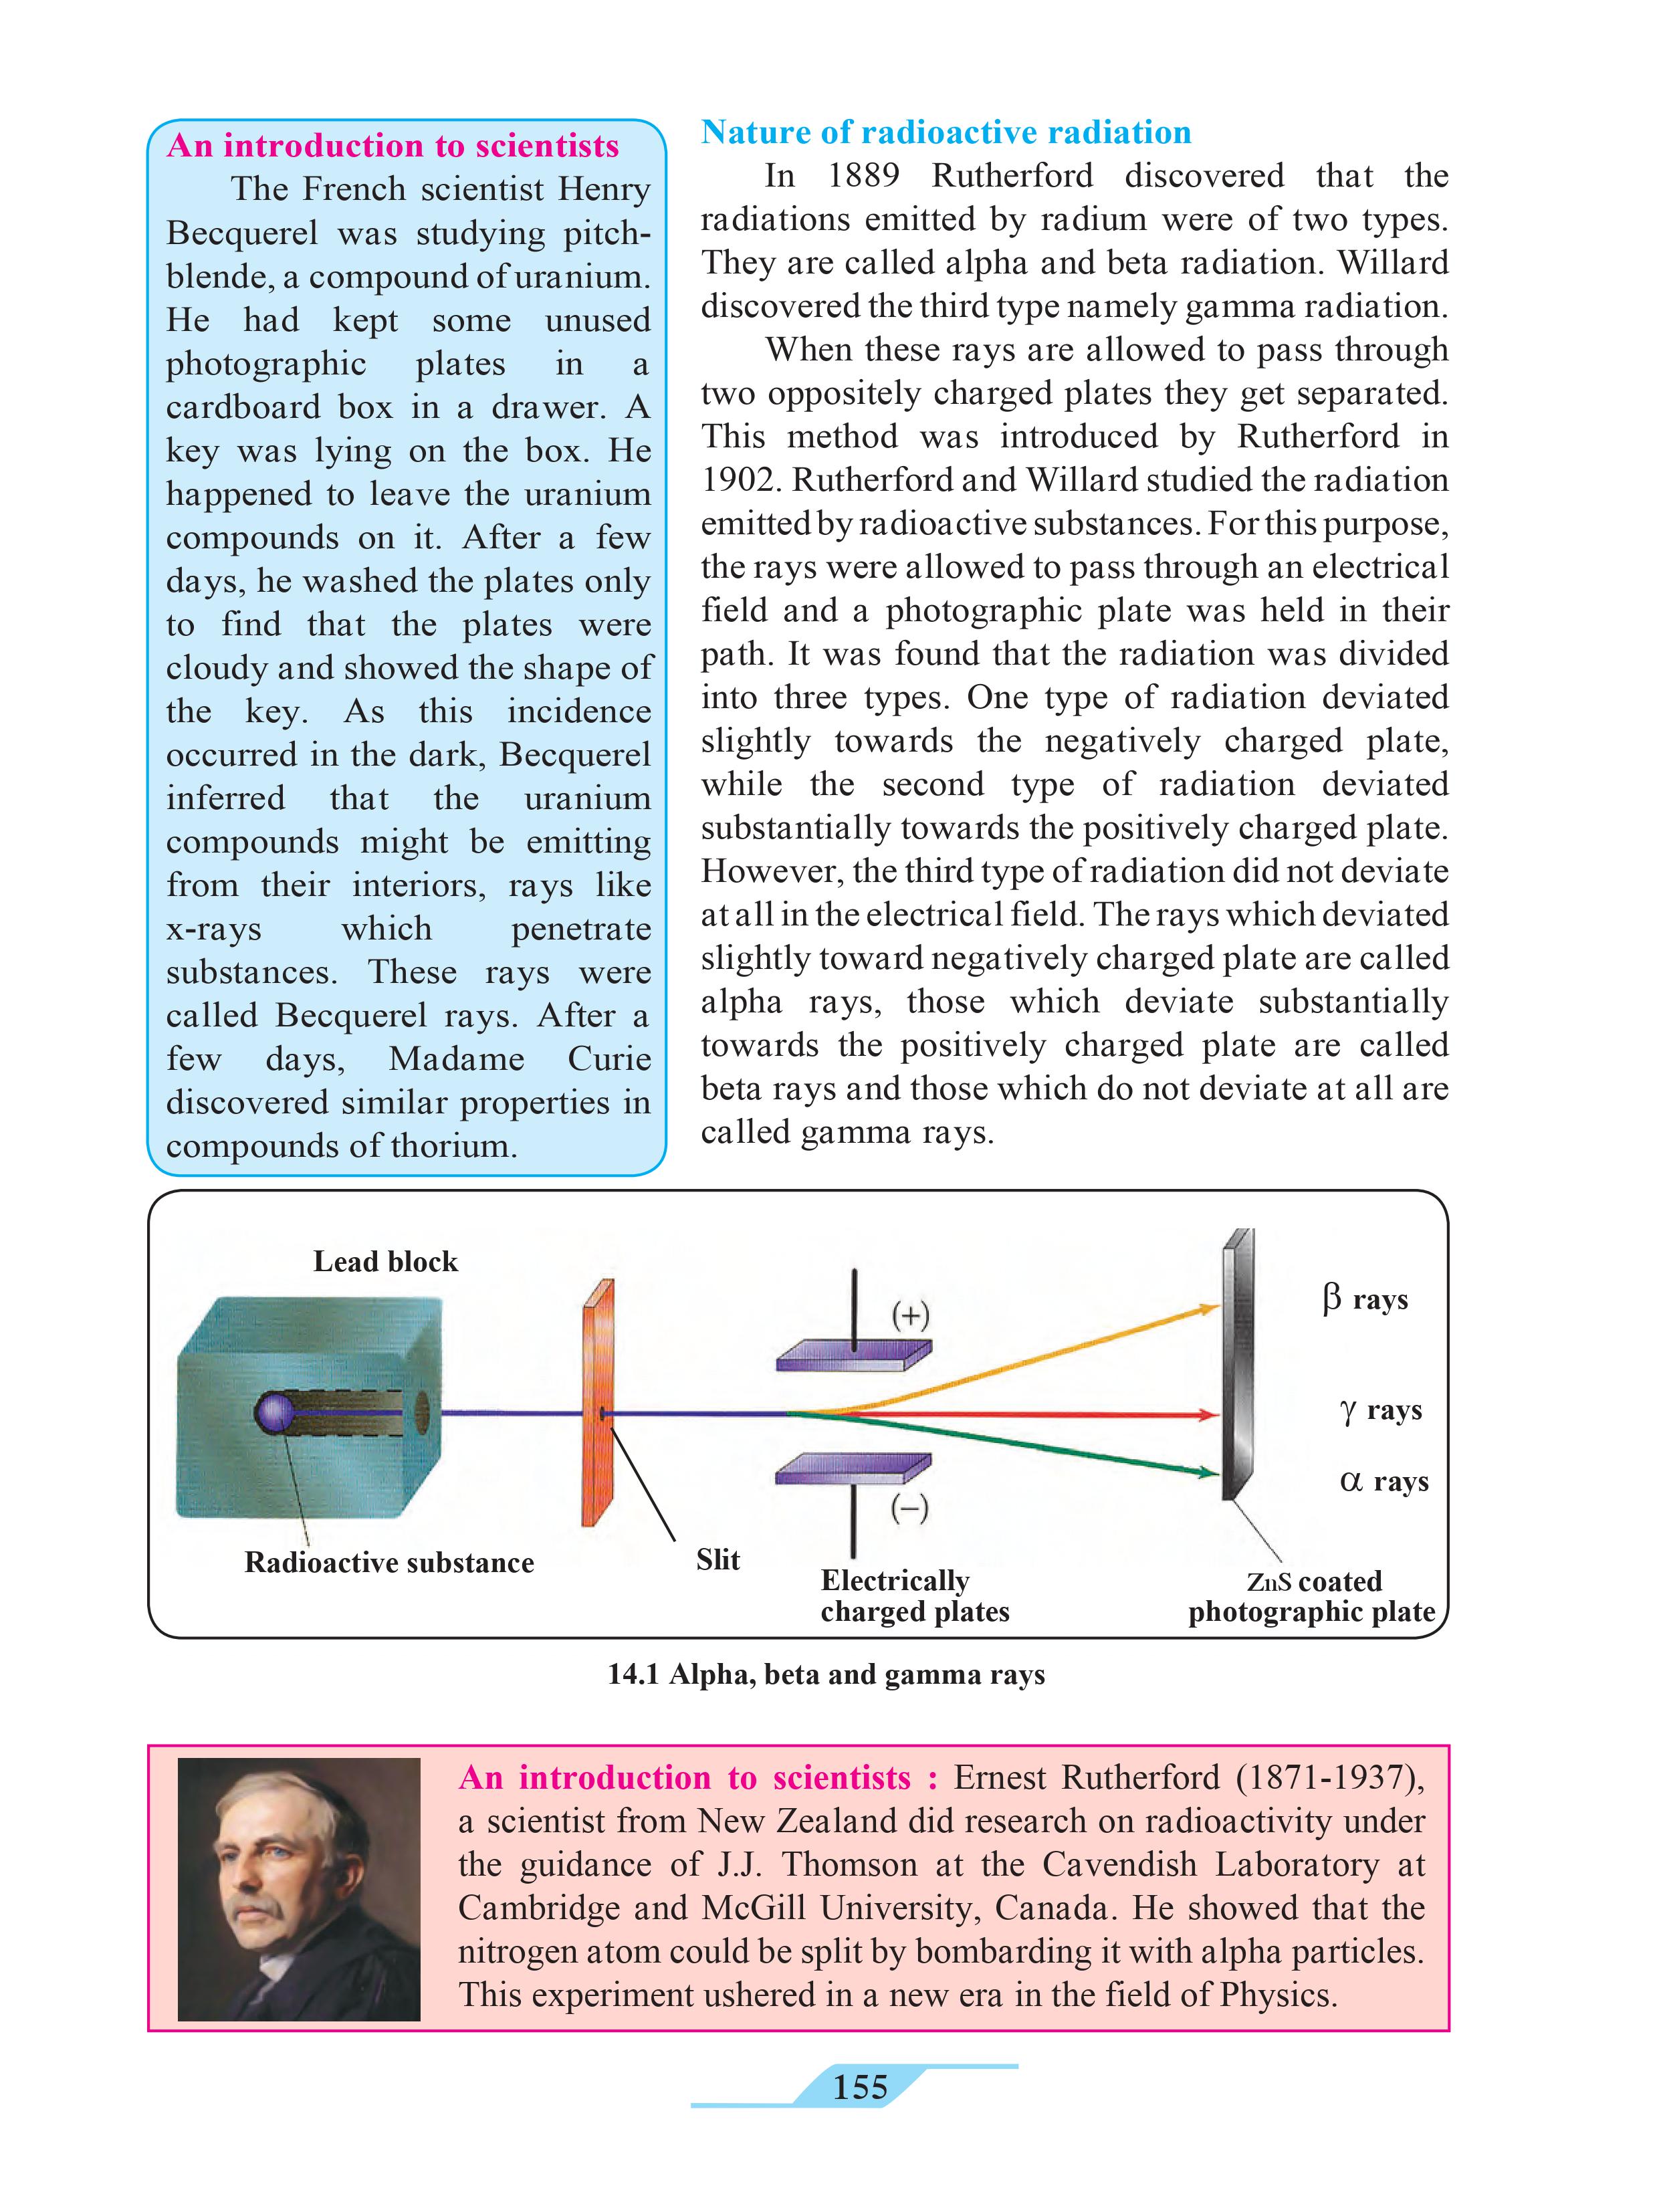 An introduction to scientists
The French scientist Henry
Becquerel was studying pitch-
blende, a compound of uranium.
He had kept some unused
photographic plates in a
cardboard box in a drawer. A
key was lying on the box. He
happened to leave the uranium
compounds on it. After a few
days, he washed the plates only
to find that the plates were
cloudy and showed the shape of
the key. As this incidence
occurred in the dark, Becquerel
inferred that the uranium
compounds might be emitting
from their interiors, rays like
x-rays which penetrate
substances. These rays were
called Becquerel rays. After a
few days, Madame Curie
discovered similar properties in
compounds of thorium.
Nature of radioactive radiation
In 1889 Rutherford discovered that the
radiations emitted by radium were of two types.
They are called alpha and beta radiation. Willard
discovered the third type namely gamma radiation.
When these rays are allowed to pass through
two oppositely charged plates they get separated.
This method was introduced by Rutherford in
1902. Rutherford and Willard studied the radiation
emitted by radioactive substances. For this purpose,
the rays were allowed to pass through an electrical
field and a photographic plate was held in their
path. It was found that the radiation was divided
into three types. One type of radiation deviated
slightly towards the negatively charged plate,
while the second type of radiation deviated
substantially towards the positively charged plate.
However, the third type of radiation did not deviate
at all in the electrical field. The rays which deviated
slightly toward negatively charged plate are called
alpha rays, those which deviate substantially
towards the positively charged plate are called
beta rays and those which do not deviate at all are
called gamma rays.
Lead block
(+)
β rays
γ rays
α rays
(−)
Radioactive substance
Slit
Electrically
charged plates
ZnS coated
photographic plate
14.1 Alpha, beta and gamma rays
An introduction to scientists : Ernest Rutherford (1871-1937),
a scientist from New Zealand did research on radioactivity under
the guidance of J.J. Thomson at the Cavendish Laboratory at
Cambridge and McGill University, Canada. He showed that the
nitrogen atom could be split by bombarding it with alpha particles.
This experiment ushered in a new era in the field of Physics.
155